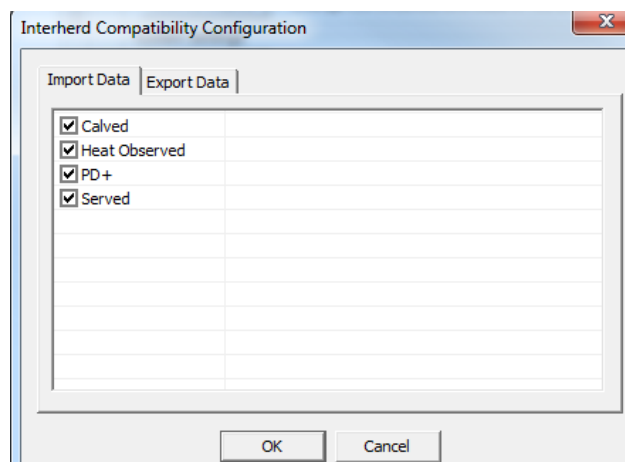 Interherd Compatibility Configuration
Import Data Export Data
Calved
Heat Observed
PD+
Served
OK Cancel